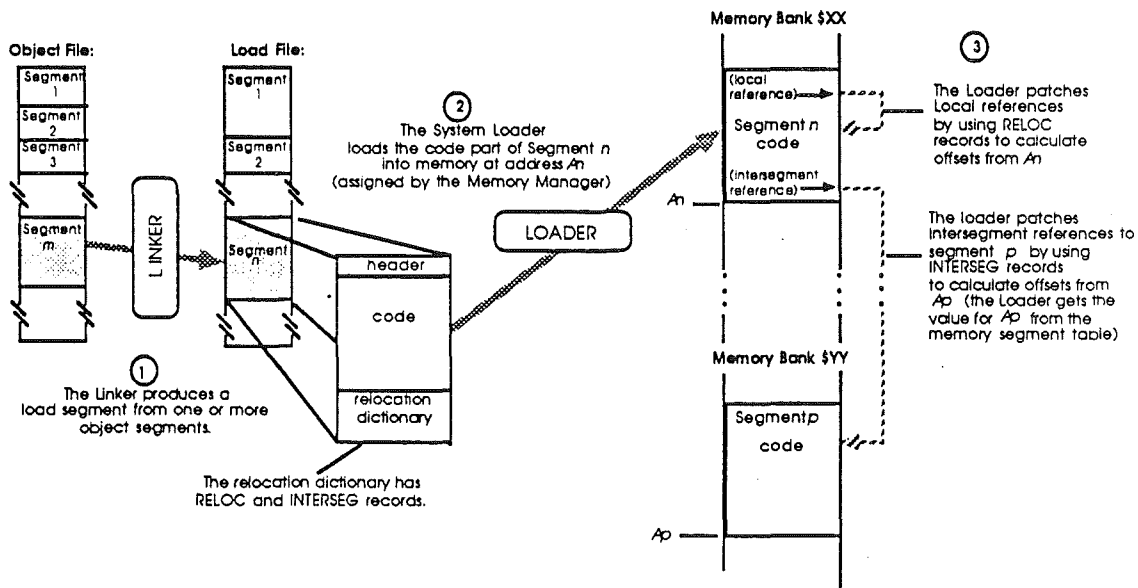 Object File:
Segment
1
Segment
2
Segment
3
Segment
m
LINKER
1
The Linker produces a
load segment from one or more
object segments.
Load File:
Segment
1
Segment
2
Segment
n
header
code
relocation
dictionary
The relocation dictionary has
RELOC and INTERSEG records.
2
The System Loader
loads the code part of Segment n
into memory at address An
(assigned by the Memory Manager)
LOADER
Memory Bank $XX
(local
reference)
Segment n
code
(intersegment
reference)
An
Memory Bank $YY
Segment p
code
Ap
3
The Loader patches
Local references
by using RELOC
records to calculate
offsets from An
The loader patches
Intersegment references to
segment p by using
INTERSEG records
to calculate offsets from
Ap (the Loader gets the
value for Ap from the
memory segment table)